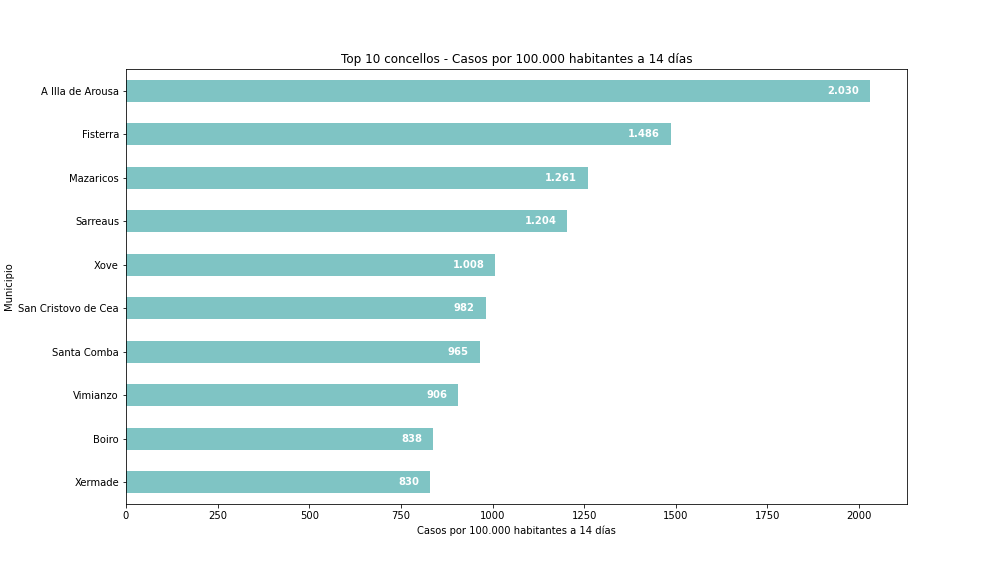 Top 10 concellos - Casos por 100.000 habitantes a 14 días
Municipio
A Illa de Arousa 2.030
Fisterra 1.486
Mazaricos 1.261
Sarreaus 1.204
Xove 1.008
San Cristovo de Cea 982
Santa Comba 965
Vimianzo 906
Boiro 838
Xermade 830
0 250 500 750 1000 1250 1500 1750 2000
Casos por 100.000 habitantes a 14 días